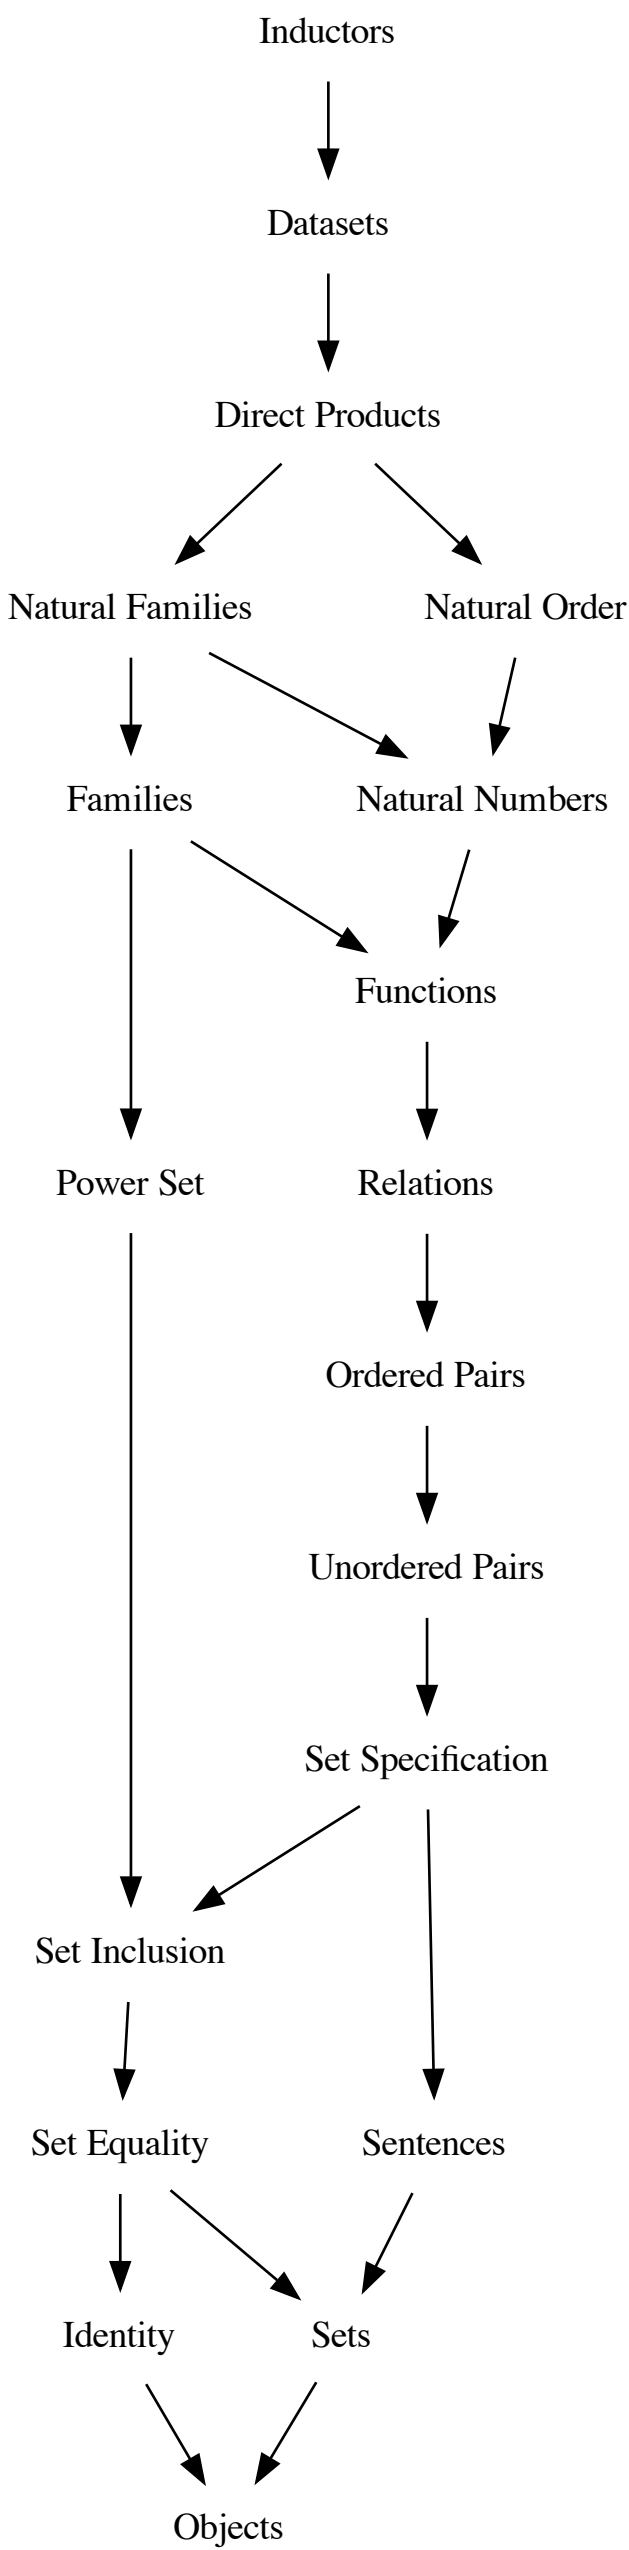 Inductors
Datasets
Direct Products
Natural Families
Natural Order
Families
Natural Numbers
Functions
Power Set
Relations
Ordered Pairs
Unordered Pairs
Set Specification
Set Inclusion
Set Equality
Sentences
Identity
Sets
Objects